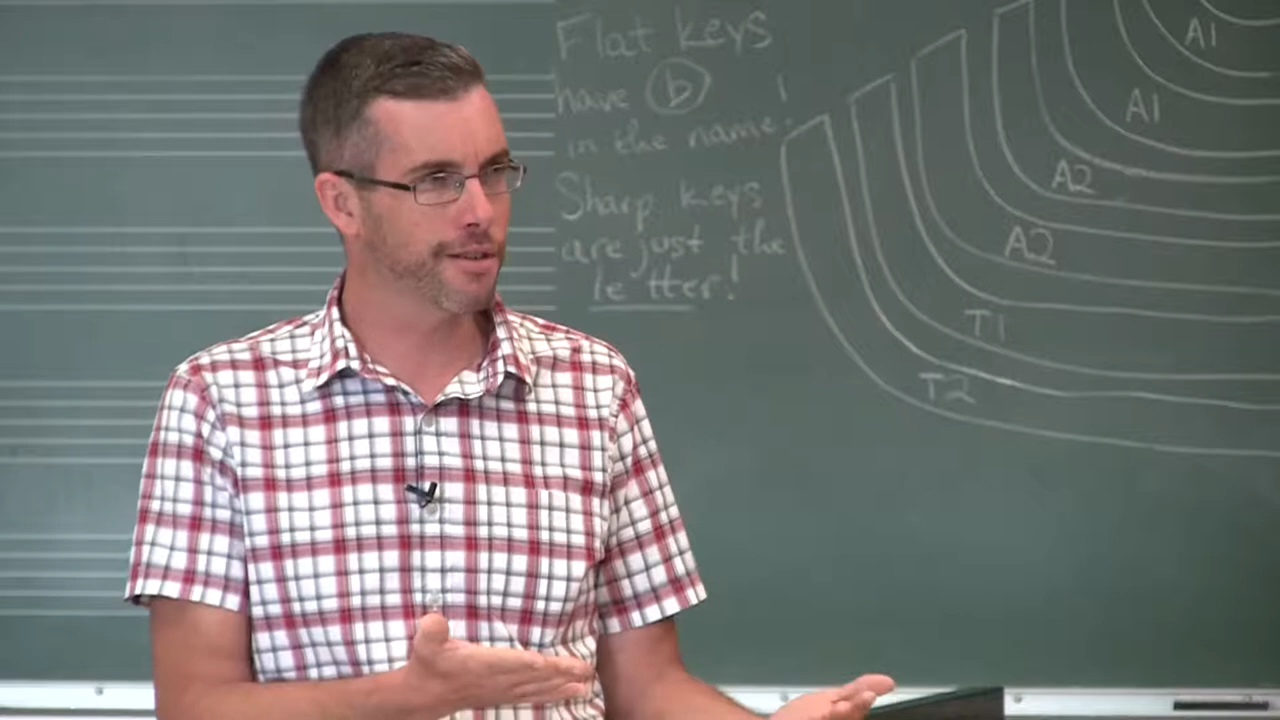 Flat keys
have b
in the name!
Sharp keys
are just the
letter!
A1
A1
A2
A2
T1
T2